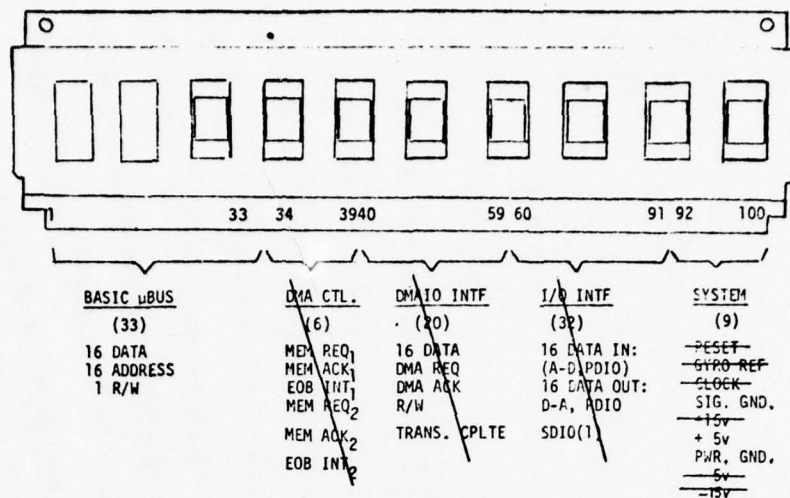 1 33 34 3940 59 60 91 92 100
BASIC µBUS DMA CTL. DMAIO INTF I/O INTF SYSTEM
(33) (6) (20) (32) (9)
16 DATA
16 ADDRESS
1 R/W
MEM REQ1
MEM ACK1
EOB INT1
MEM REQ2
MEM ACK2
EOB INT2
16 DATA
DMA REQ
DMA ACK
R/W
TRANS. CPLTE
16 DATA IN:
(A-D, PDIO)
16 DATA OUT:
D-A, PDIO
SDIO(1)
RESET
GYRO REF
CLOCK
SIG. GND.
+15v
+ 5v
PWR. GND.
- 5v
-15v